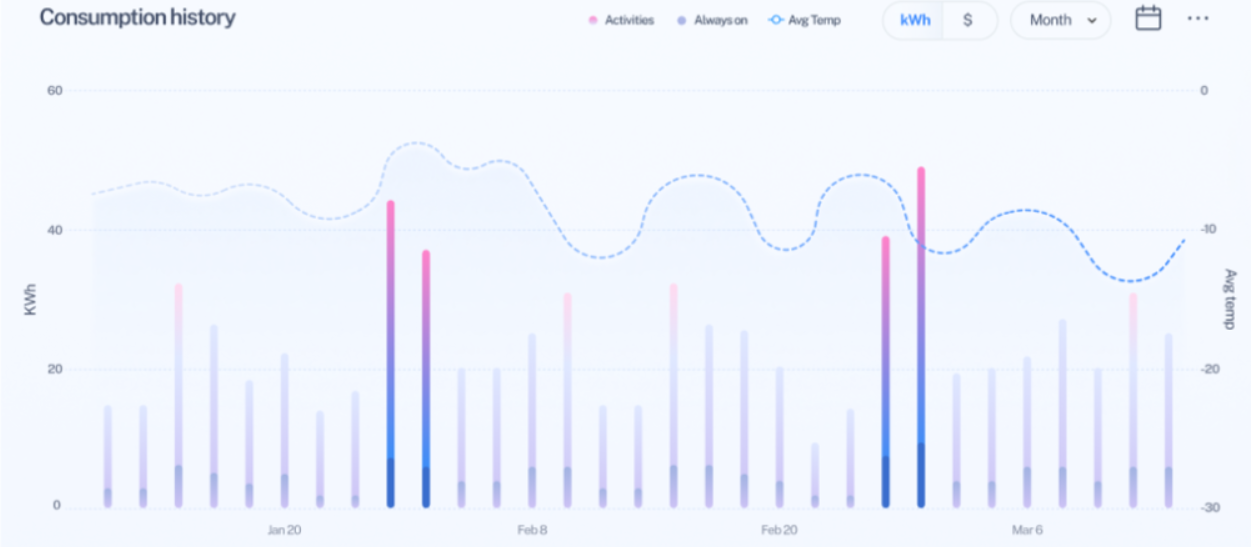 Consumption history
Activities
Always on
Avg Temp
kWh
$
Month
...
60
0
40
-10
20
-20
0
-30
KWh
Avg temp
Jan 20
Feb 8
Feb 20
Mar 6